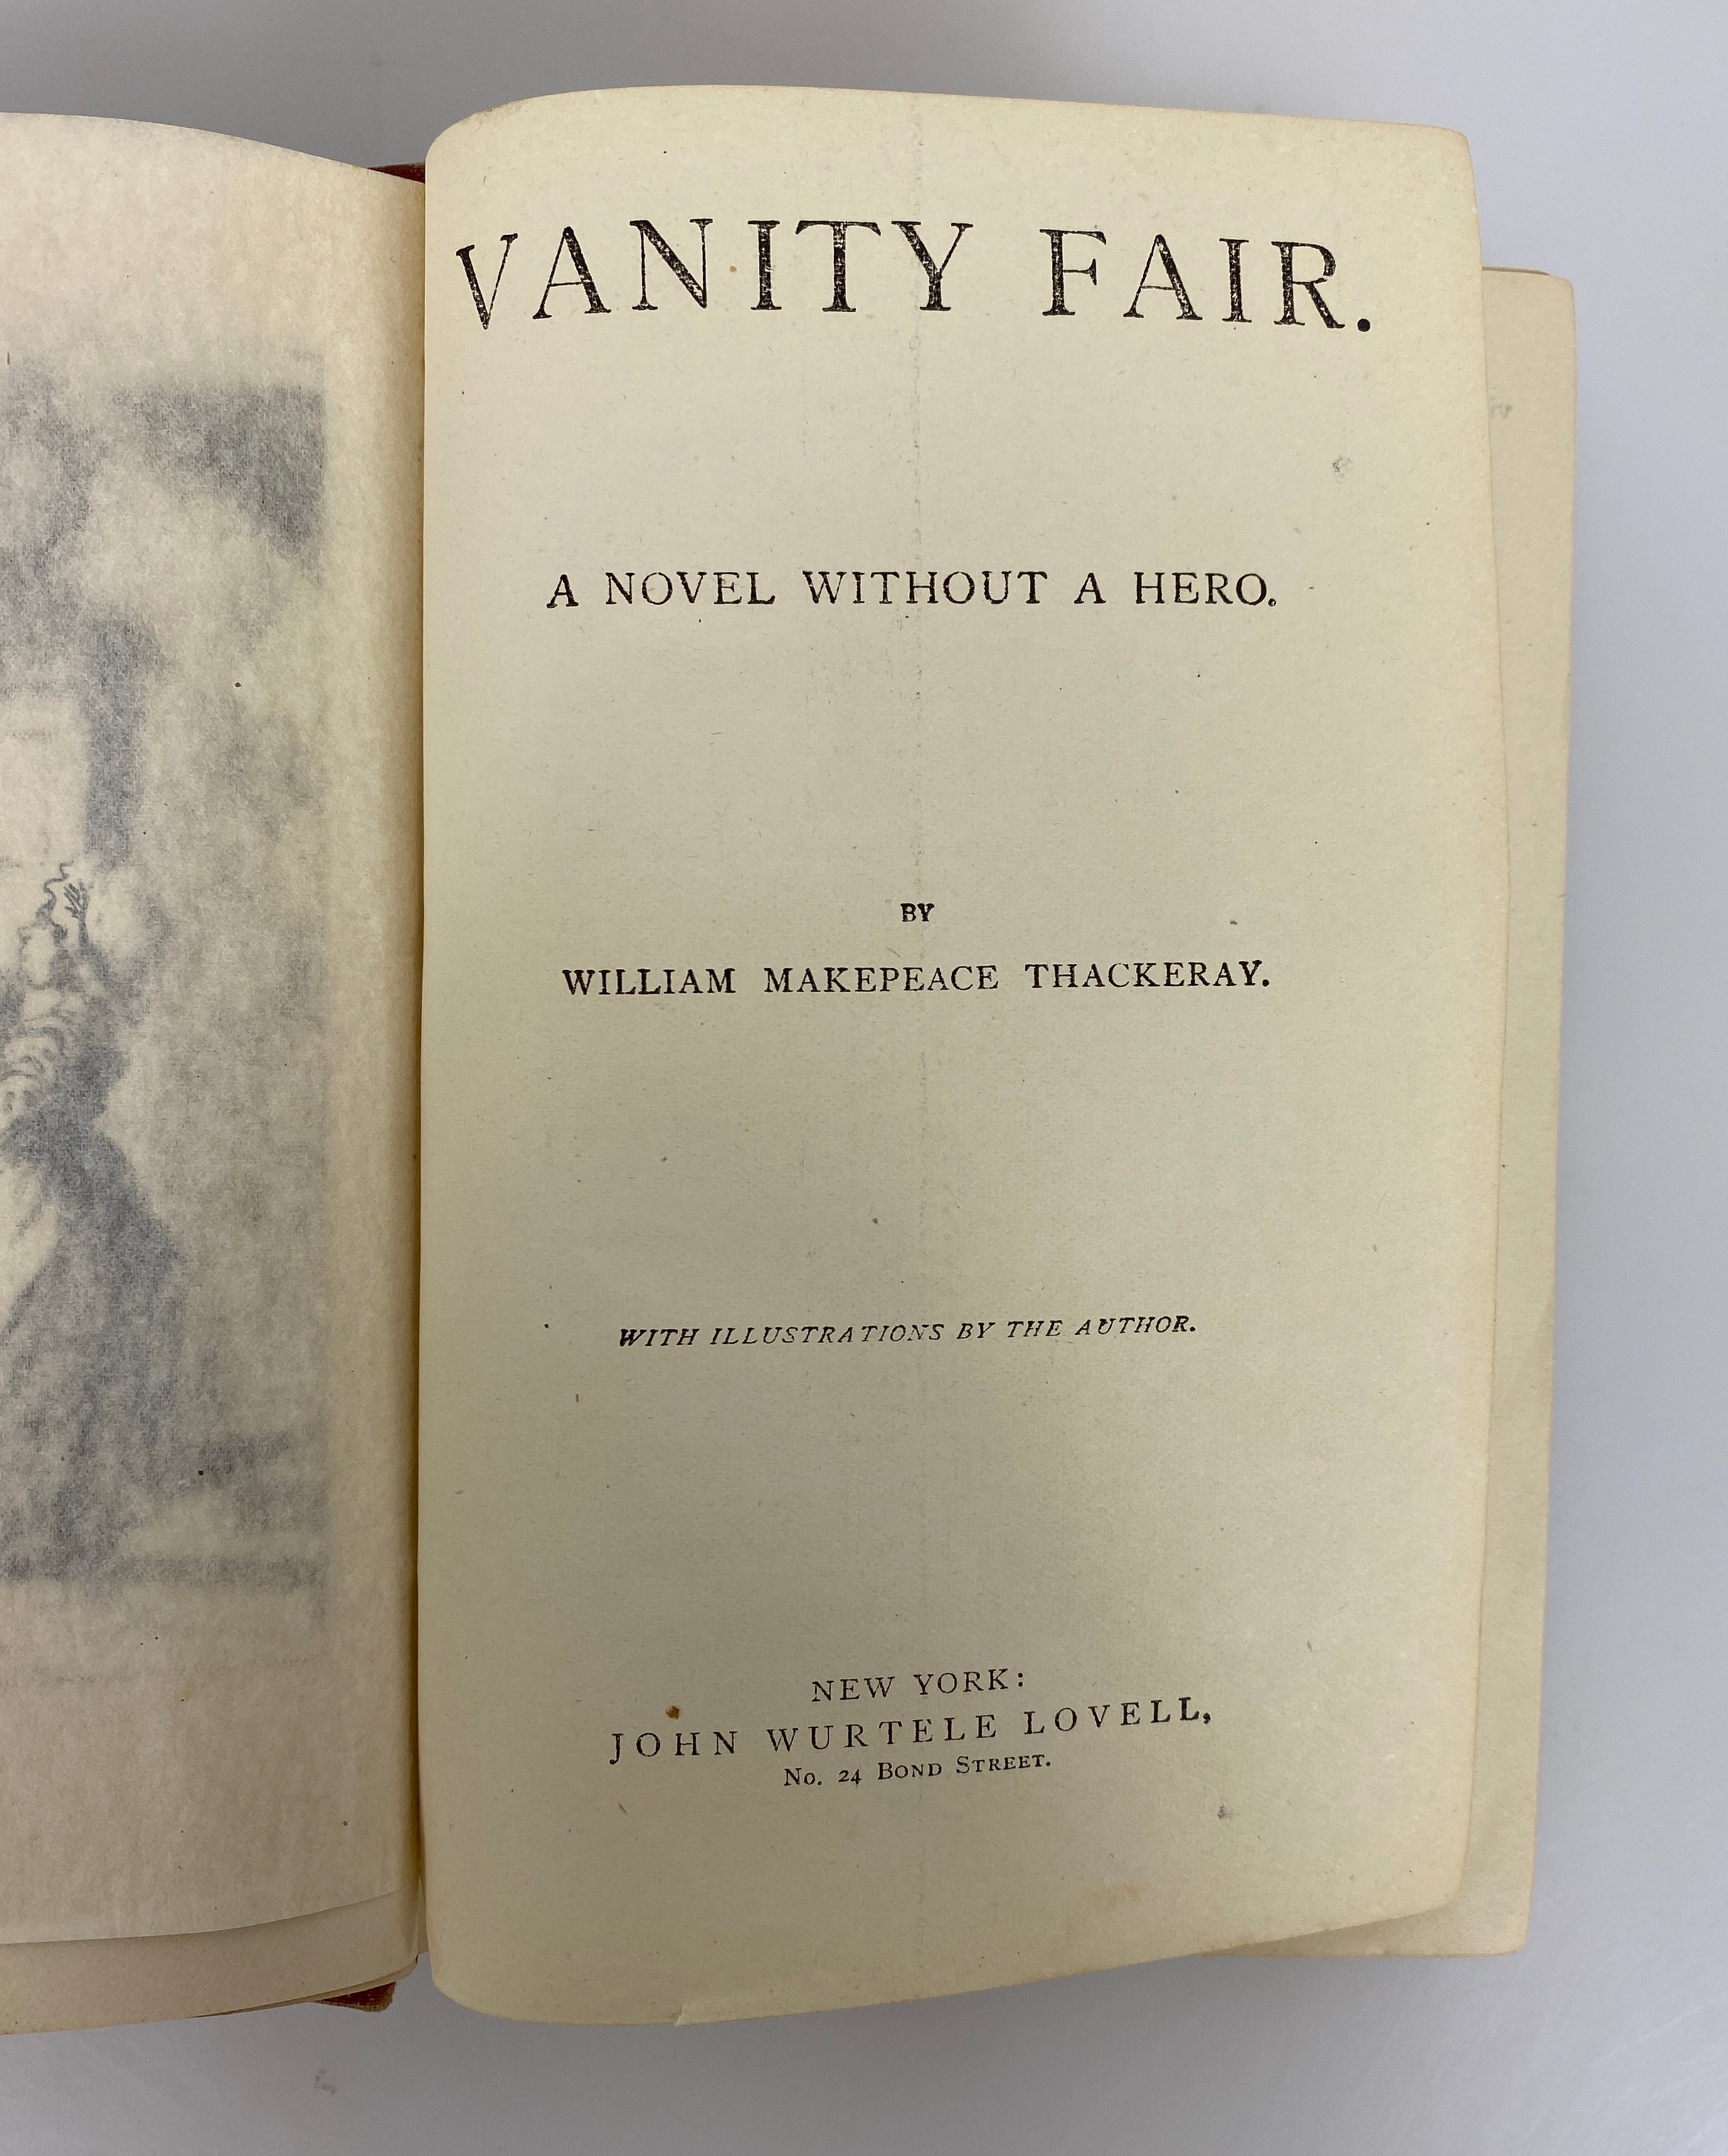 VANITY FAIR.
A NOVEL WITHOUT A HERO.
BY
WILLIAM MAKEPEACE THACKERAY.
WITH ILLUSTRATIONS BY THE AUTHOR.
NEW YORK:
JOHN WURTELE LOVELL,
No. 24 BOND STREET.